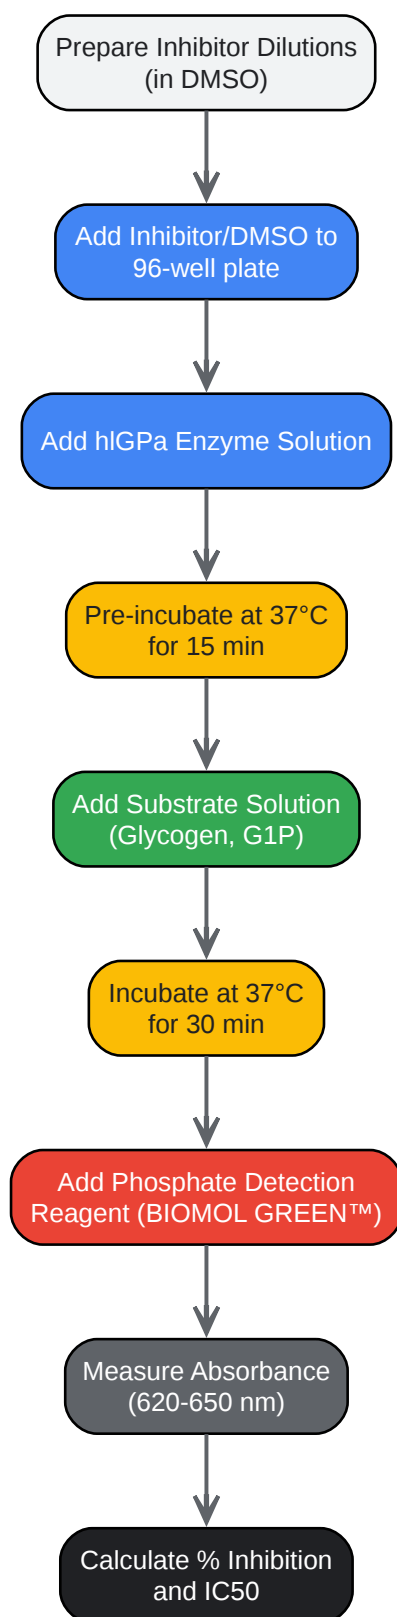 Prepare Inhibitor Dilutions
(in DMSO)
Add Inhibitor/DMSO to
96-well plate
Add hlGPa Enzyme Solution
Pre-incubate at 37°C
for 15 min
Add Substrate Solution
(Glycogen, G1P)
Incubate at 37°C
for 30 min
Add Phosphate Detection
Reagent (BIOMOL GREEN™)
Measure Absorbance
(620-650 nm)
Calculate % Inhibition
and IC50